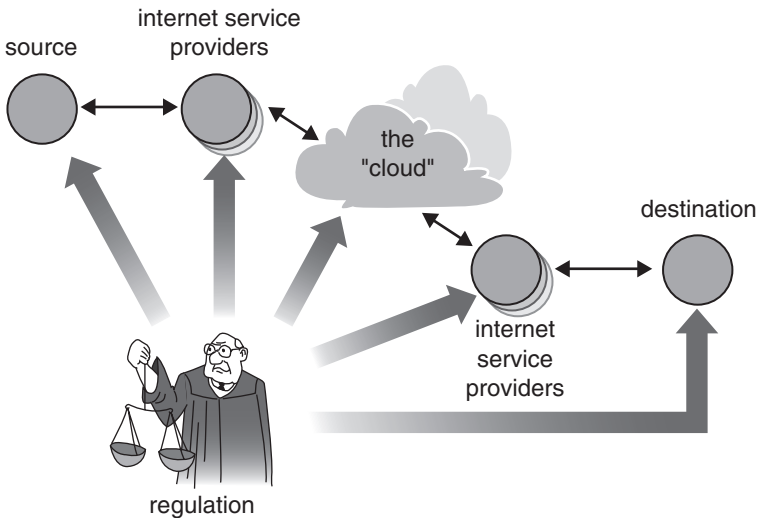 internet service
providers
source
the
"cloud"
destination
internet
service
providers
regulation